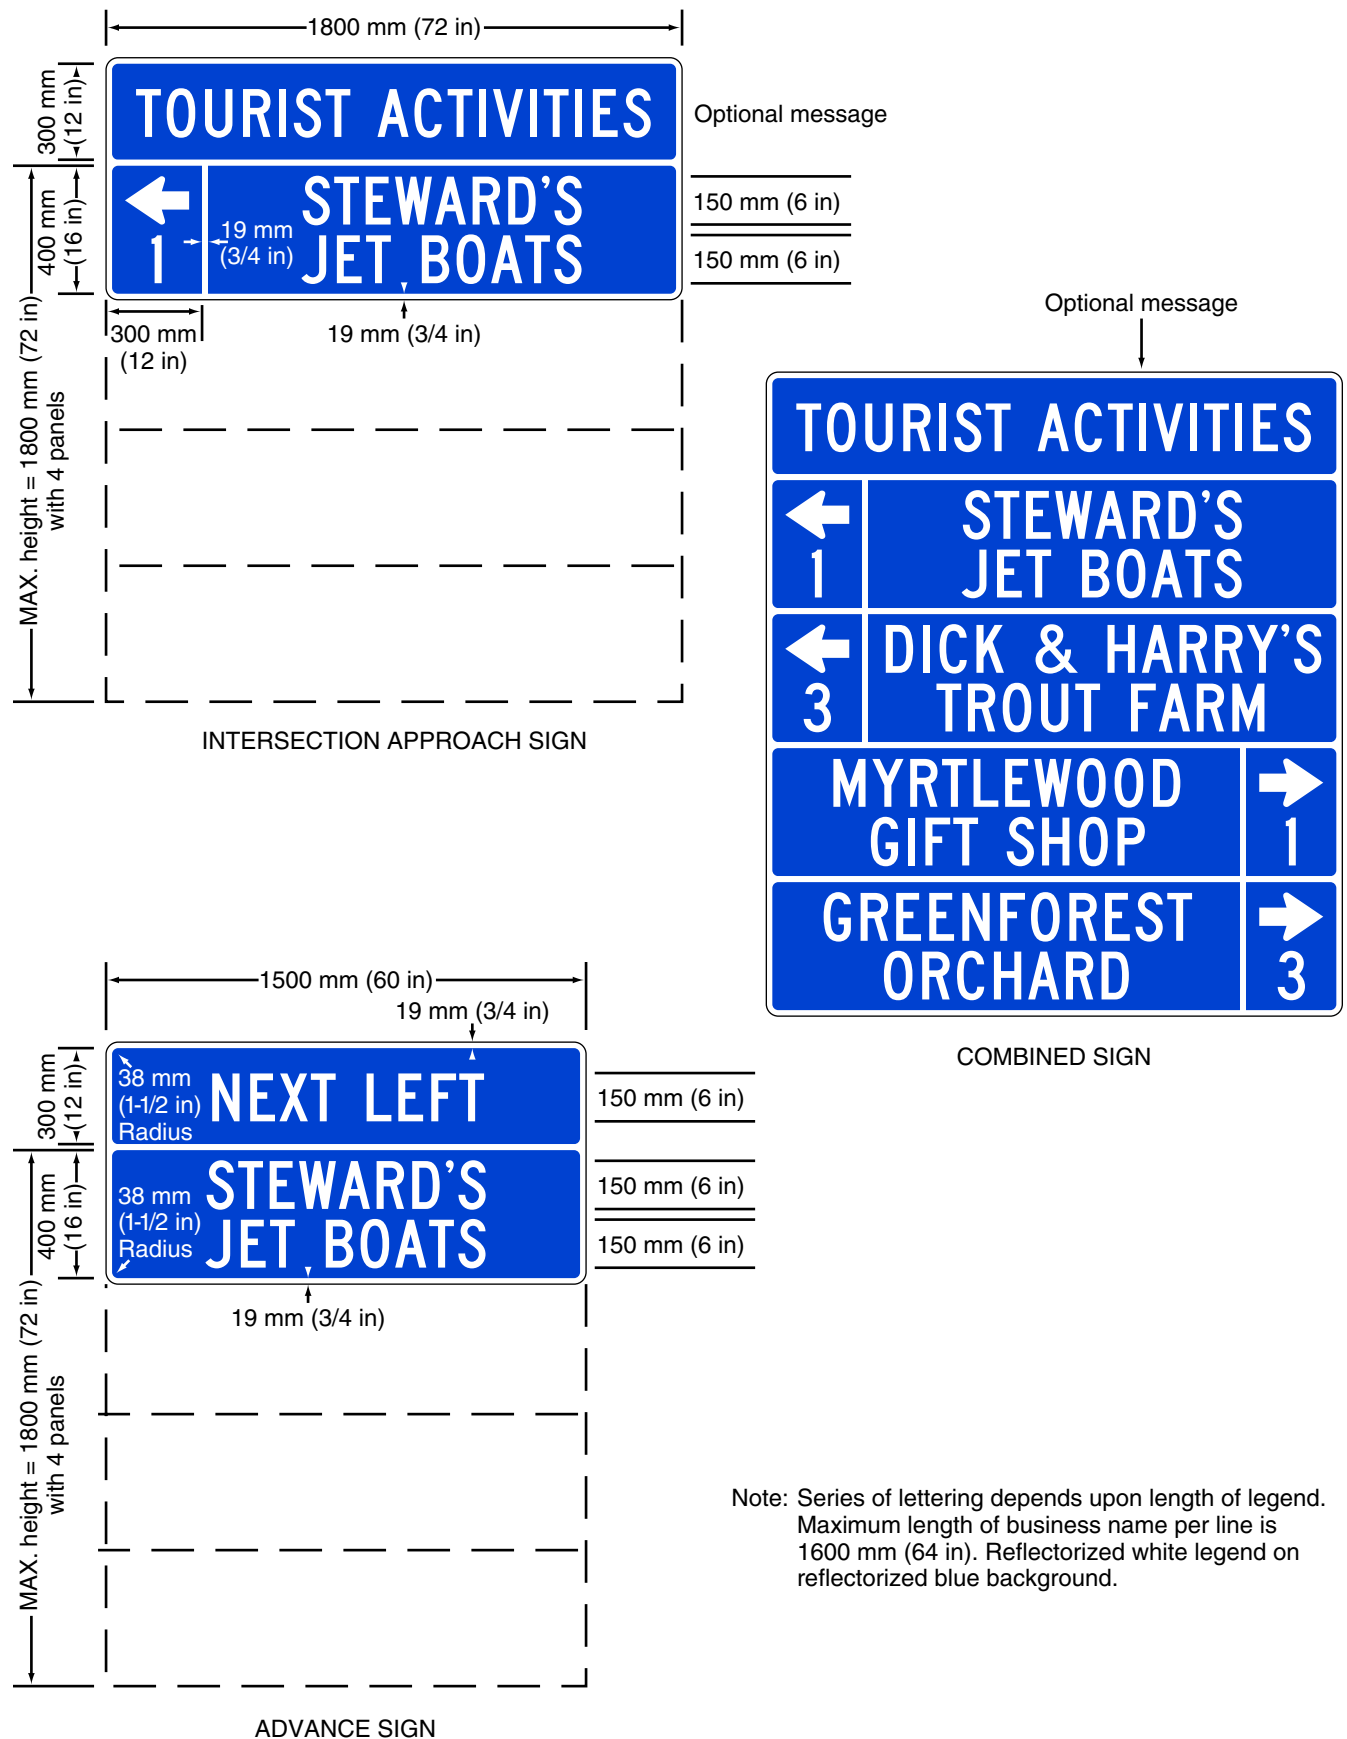 1800 mm (72 in)
300 mm
(12 in)
TOURIST ACTIVITIES
Optional message
400 mm
(16 in)
1
19 mm
(3/4 in)
STEWARD'S
JET BOATS
150 mm (6 in)
150 mm (6 in)
300 mm
(12 in)
19 mm (3/4 in)
MAX. height = 1800 mm (72 in)
with 4 panels
INTERSECTION APPROACH SIGN
Optional message
TOURIST ACTIVITIES
1
STEWARD'S
JET BOATS
3
DICK & HARRY'S
TROUT FARM
MYRTLEWOOD
GIFT SHOP
1
GREENFOREST
ORCHARD
3
COMBINED SIGN
1500 mm (60 in)
19 mm (3/4 in)
300 mm
(12 in)
38 mm
(1-1/2 in)
Radius
NEXT LEFT
150 mm (6 in)
400 mm
(16 in)
38 mm
(1-1/2 in)
Radius
STEWARD'S
JET BOATS
150 mm (6 in)
150 mm (6 in)
19 mm (3/4 in)
MAX. height = 1800 mm (72 in)
with 4 panels
ADVANCE SIGN
Note: Series of lettering depends upon length of legend.
Maximum length of business name per line is
1600 mm (64 in). Reflectorized white legend on
reflectorized blue background.